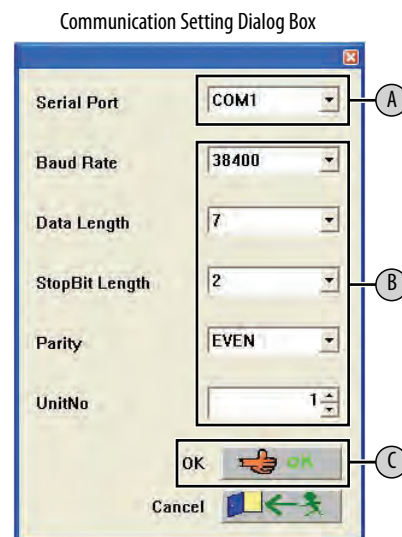 Communication Setting Dialog Box
Serial Port COM1 A
Baud Rate 38400
Data Length 7
StopBit Length 2 B
Parity EVEN
UnitNo 1
OK OK C
Cancel